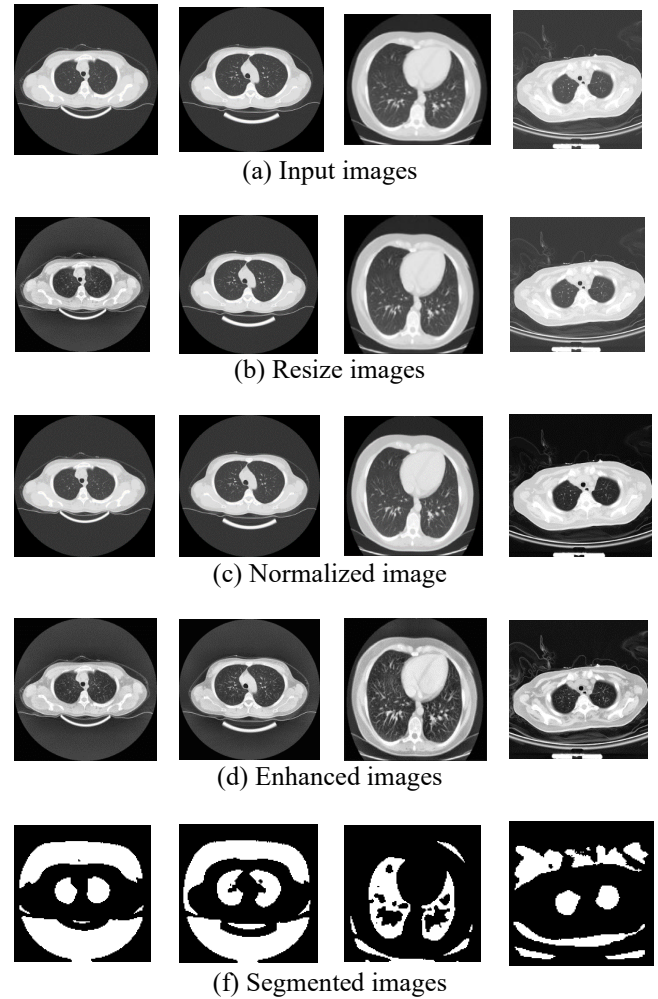 (a) Input images
(b) Resize images
(c) Normalized image
(d) Enhanced images
(f) Segmented images